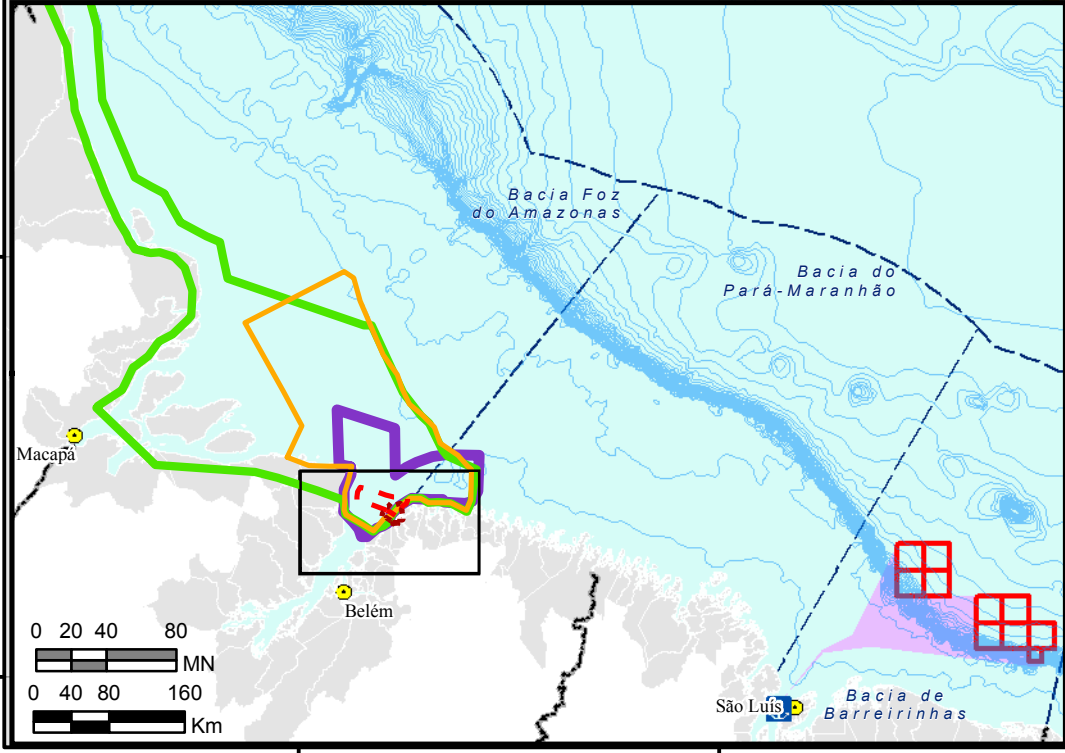 Bacia Foz
do Amazonas
Bacia do
Pará-Maranhão
Macapá
Belém
0 20 40 80
MN
0 40 80 160
Km
São Luís
Bacia de
Barreirinhas